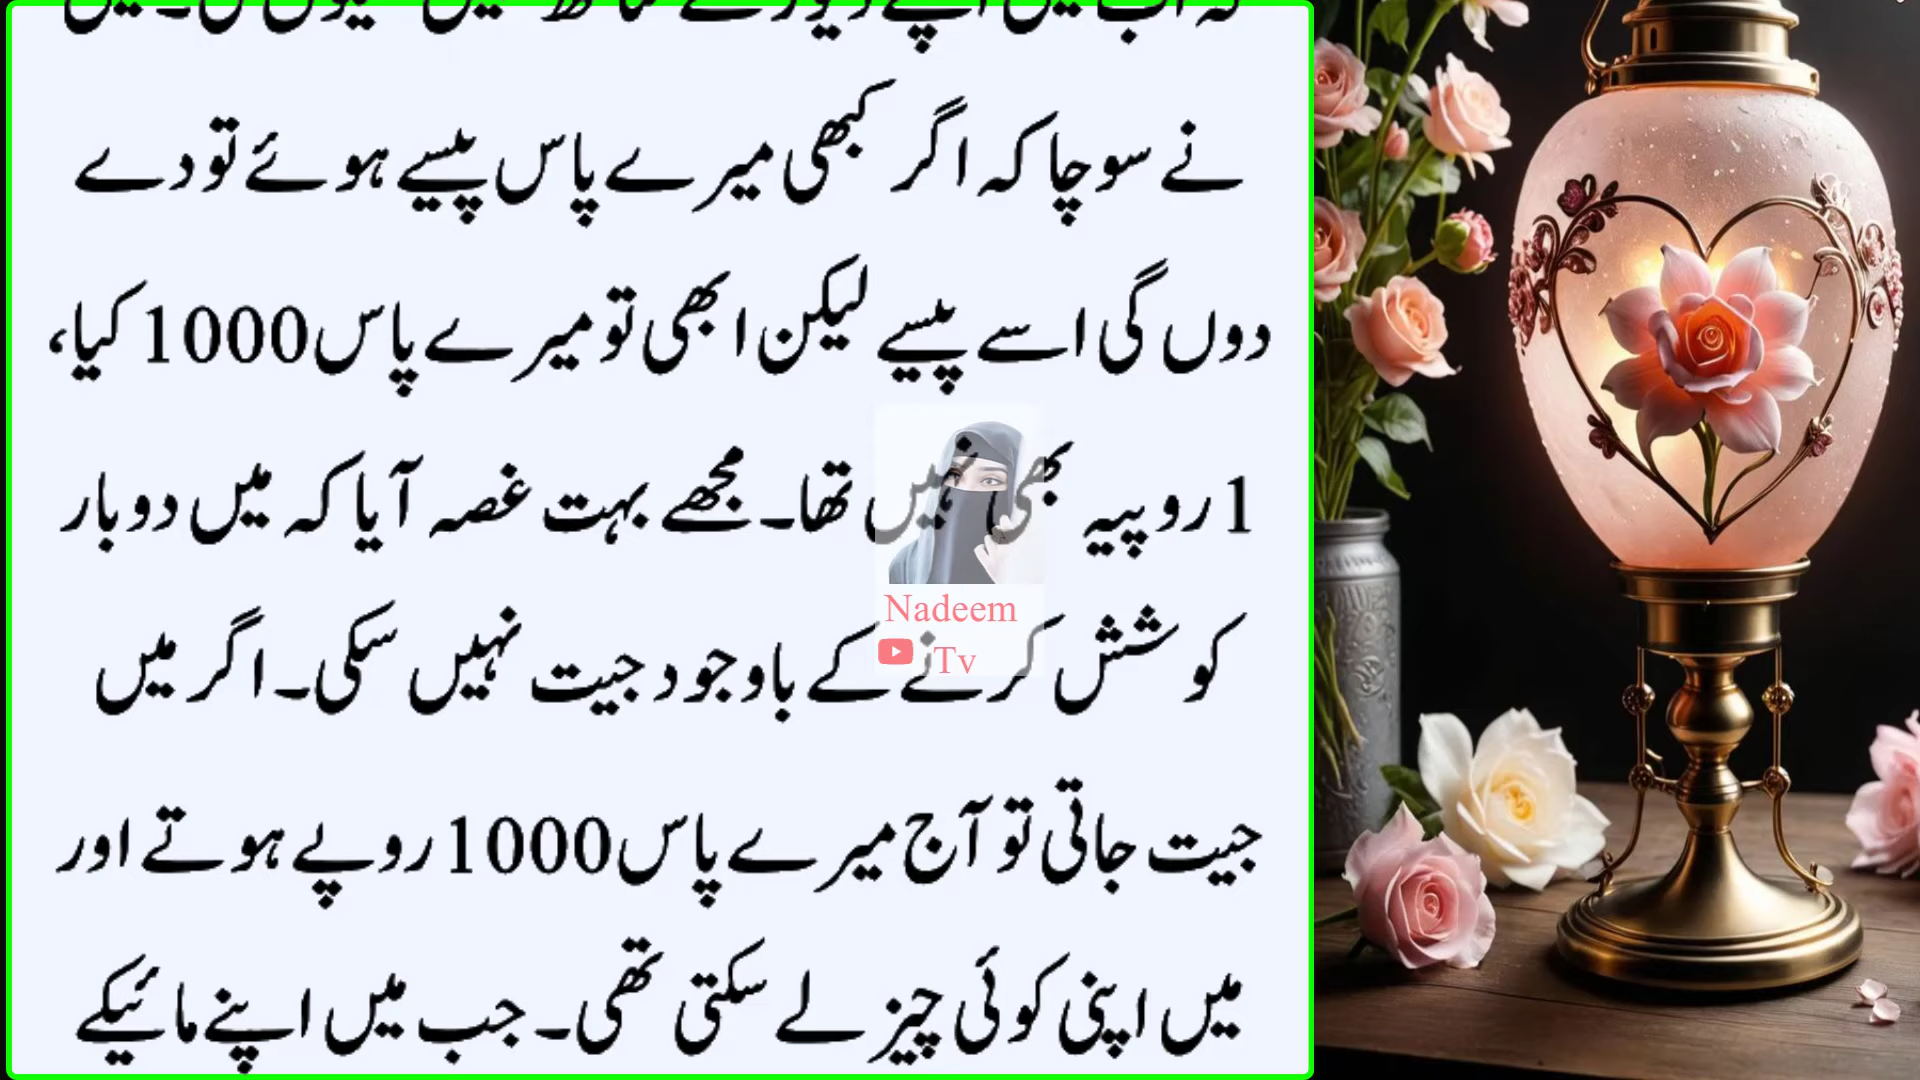 نے سوچا کہ اگر کبھی میرے پاس پیسے ہوئے تو دے
دوں گی اسے پیسے لیکن ابھی تو میرے پاس 1000 کیا،
1 روپیہ بھی نہیں تھا۔ مجھے بہت غصہ آیا کہ میں دوبار
کوشش کرنے کے باوجود جیت نہیں سکی۔ اگر میں
جیت جاتی تو آج میرے پاس 1000 روپے ہوتے اور
میں اپنی کوئی چیز لے سکتی تھی۔ جب میں اپنے مائیکے
Nadeem
Tv